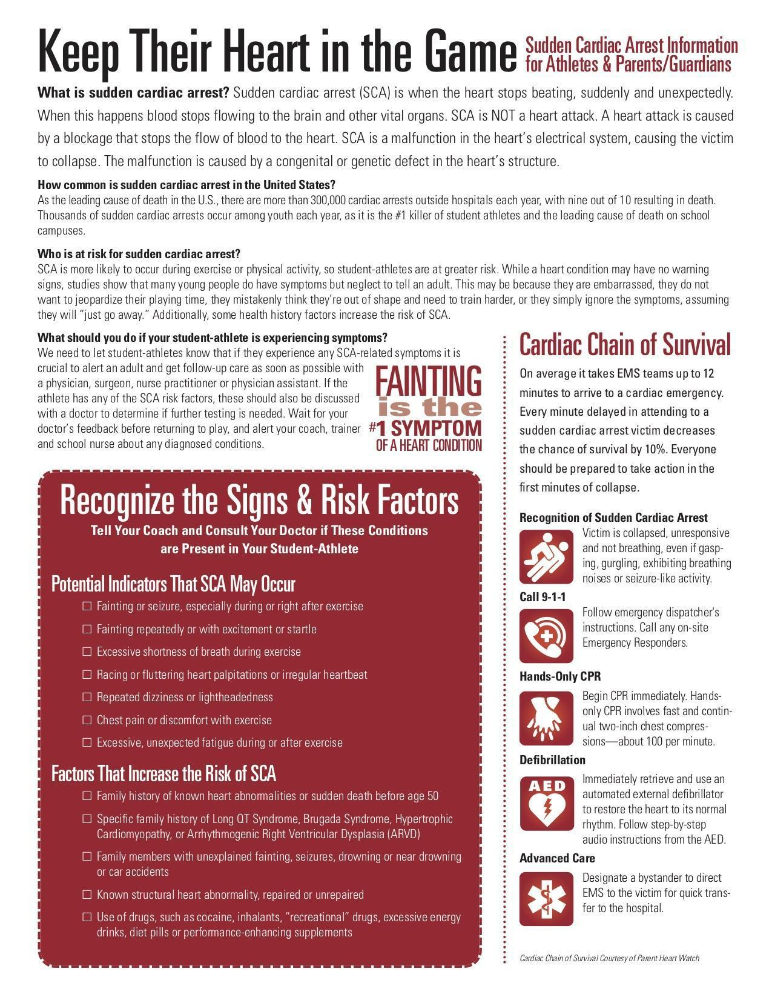 Keep Their Heart in the Game
Sudden Cardiac Arrest Information
for Athletes & Parents/Guardians
What is sudden cardiac arrest? Sudden cardiac arrest (SCA) is when the heart stops beating, suddenly and unexpectedly.
When this happens blood stops flowing to the brain and other vital organs. SCA is NOT a heart attack. A heart attack is caused
by a blockage that stops the flow of blood to the heart. SCA is a malfunction in the heart's electrical system, causing the victim
to collapse. The malfunction is caused by a congenital or genetic defect in the heart's structure.
How common is sudden cardiac arrest in the United States?
As the leading cause of death in the U.S., there are more than 300,000 cardiac arrests outside hospitals each year, with nine out of 10 resulting in death.
Thousands of sudden cardiac arrests occur among youth each year, as it is the #1 killer of student athletes and the leading cause of death on school
campuses.
Who is at risk for sudden cardiac arrest?
SCA is more likely to occur during exercise or physical activity, so student-athletes are at greater risk. While a heart condition may have no warning
signs, studies show that many young people do have symptoms but neglect to tell an adult. This may be because they are embarrassed, they do not
want to jeopardize their playing time, they mistakenly think they're out of shape and need to train harder, or they simply ignore the symptoms, assuming
they will “just go away.” Additionally, some health history factors increase the risk of SCA.
What should you do if your student-athlete is experiencing symptoms?
We need to let student-athletes know that if they experience any SCA-related symptoms it is
crucial to alert an adult and get follow-up care as soon as possible with
a physician, surgeon, nurse practitioner or physician assistant. If the
athlete has any of the SCA risk factors, these should also be discussed
with a doctor to determine if further testing is needed. Wait for your
doctor's feedback before returning to play, and alert your coach, trainer
and school nurse about any diagnosed conditions.
FAINTING
is the
#1 SYMPTOM
OF A HEART CONDITION
Recognize the Signs & Risk Factors
Tell Your Coach and Consult Your Doctor if These Conditions
are Present in Your Student-Athlete
Potential Indicators That SCA May Occur
☐ Fainting or seizure, especially during or right after exercise
☐ Fainting repeatedly or with excitement or startle
☐ Excessive shortness of breath during exercise
☐ Racing or fluttering heart palpitations or irregular heartbeat
☐ Repeated dizziness or lightheadedness
☐ Chest pain or discomfort with exercise
☐ Excessive, unexpected fatigue during or after exercise
Factors That Increase the Risk of SCA
☐ Family history of known heart abnormalities or sudden death before age 50
☐ Specific family history of Long QT Syndrome, Brugada Syndrome, Hypertrophic
Cardiomyopathy, or Arrhythmogenic Right Ventricular Dysplasia (ARVD)
☐ Family members with unexplained fainting, seizures, drowning or near drowning
or car accidents
☐ Known structural heart abnormality, repaired or unrepaired
☐ Use of drugs, such as cocaine, inhalants, “recreational” drugs, excessive energy
drinks, diet pills or performance-enhancing supplements
Cardiac Chain of Survival
On average it takes EMS teams up to 12
minutes to arrive to a cardiac emergency.
Every minute delayed in attending to a
sudden cardiac arrest victim decreases
the chance of survival by 10%. Everyone
should be prepared to take action in the
first minutes of collapse.
Recognition of Sudden Cardiac Arrest
Victim is collapsed, unresponsive
and not breathing, even if gasp-
ing, gurgling, exhibiting breathing
noises or seizure-like activity.
Call 9-1-1
Follow emergency dispatcher's
instructions. Call any on-site
Emergency Responders.
Hands-Only CPR
Begin CPR immediately. Hands-
only CPR involves fast and contin-
ual two-inch chest compres-
sions—about 100 per minute.
Defibrillation
AED
Immediately retrieve and use an
automated external defibrillator
to restore the heart to its normal
rhythm. Follow step-by-step
audio instructions from the AED.
Advanced Care
Designate a bystander to direct
EMS to the victim for quick trans-
fer to the hospital.
Cardiac Chain of Survival Courtesy of Parent Heart Watch